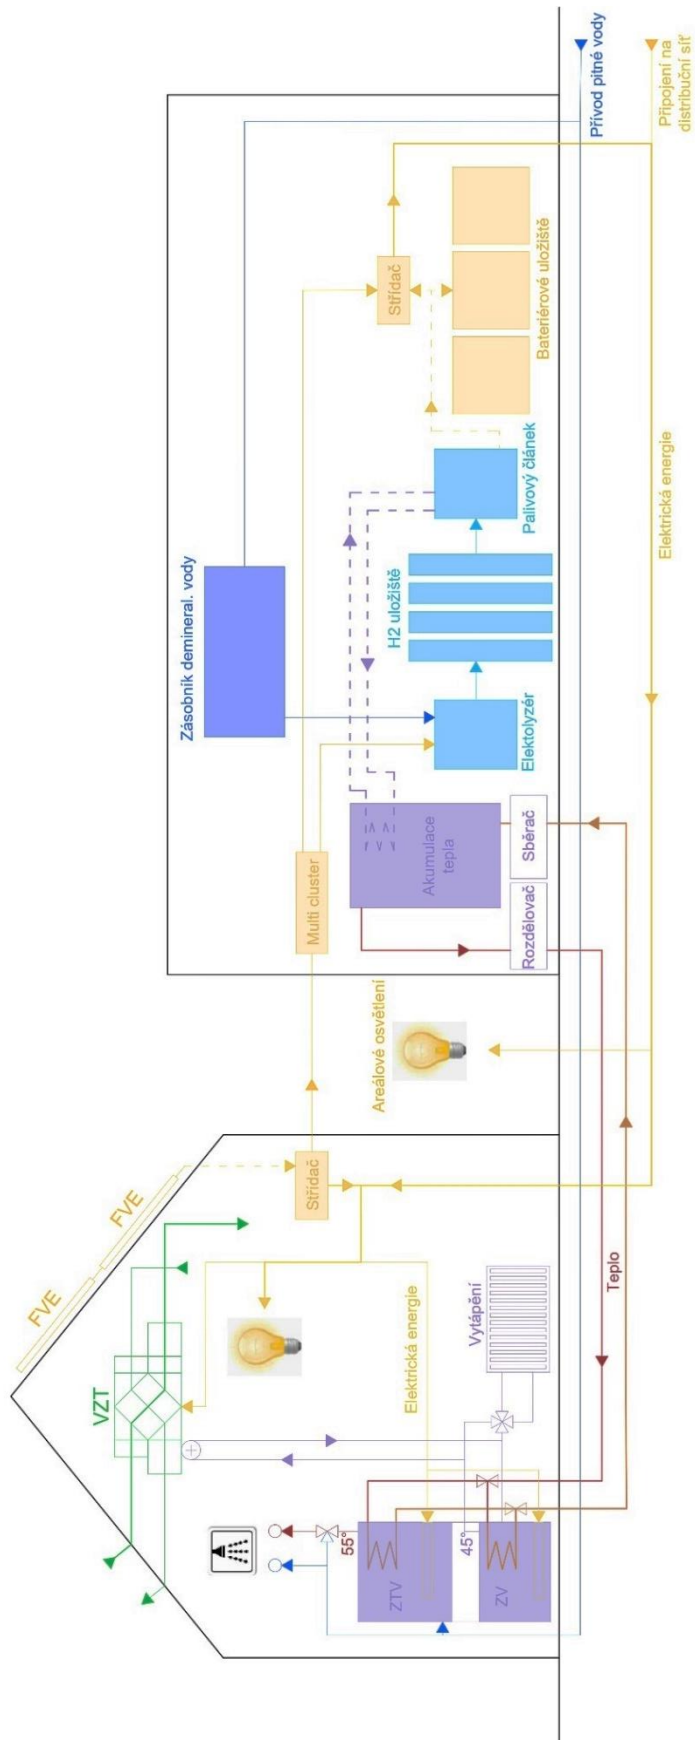 FVE
FVE
VZT
Střídač
Elektrická energie
Vytápění
55°
45°
ZTV
ZV
Teplo
Areálové osvětlení
Multi cluster
Rozdělovač
Sběrač
Akumulace
tepla
Zásobník demineral. vody
Elektolyzér
H2 uložiště
Palivový článek
Střídač
Bateriérové uložiště
Elektrická energie
Přívod pitné vody
Připojení na
distribuční síť